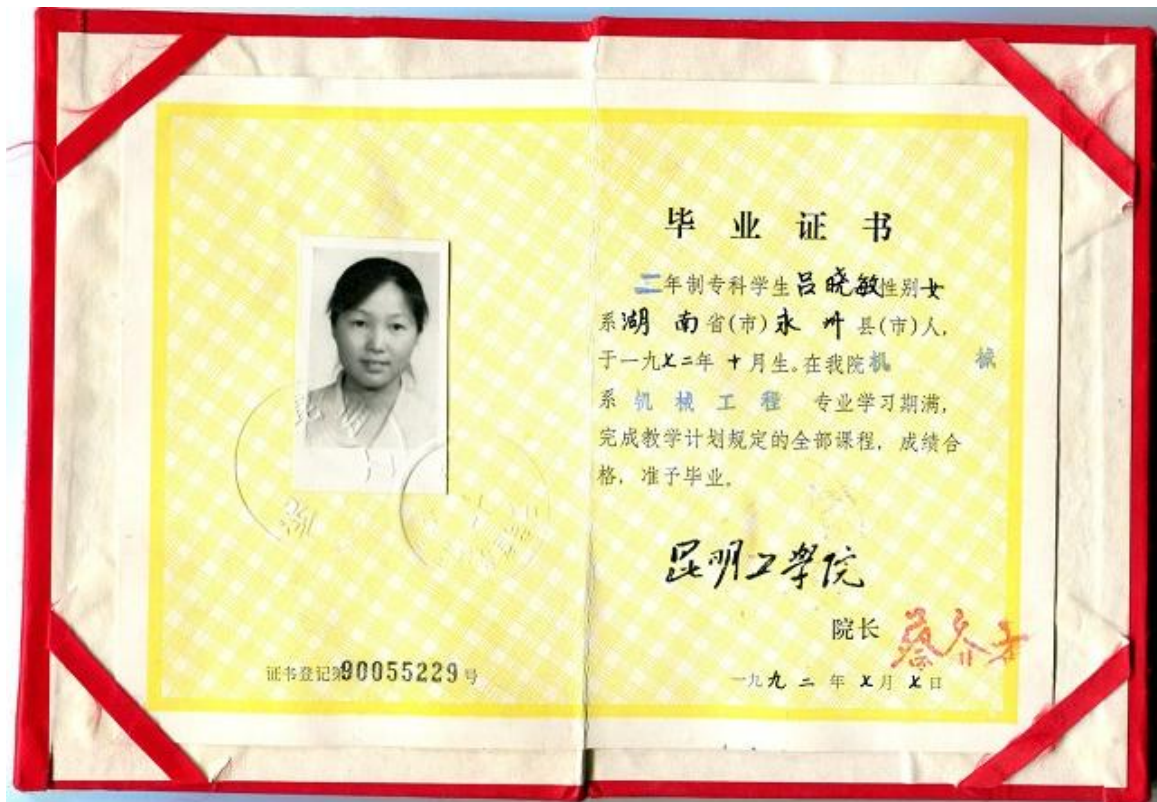 毕业证书
二年制专科学生吕晓敏性别女
系湖南省(市)永州县(市)人,
于一九七二年十月生。在我院机械
系机械工程专业学习期满,
完成教学计划规定的全部课程,成绩合
格,准予毕业。
昆明工学院
院长
一九九二年七月七日
证书登记第90055229号